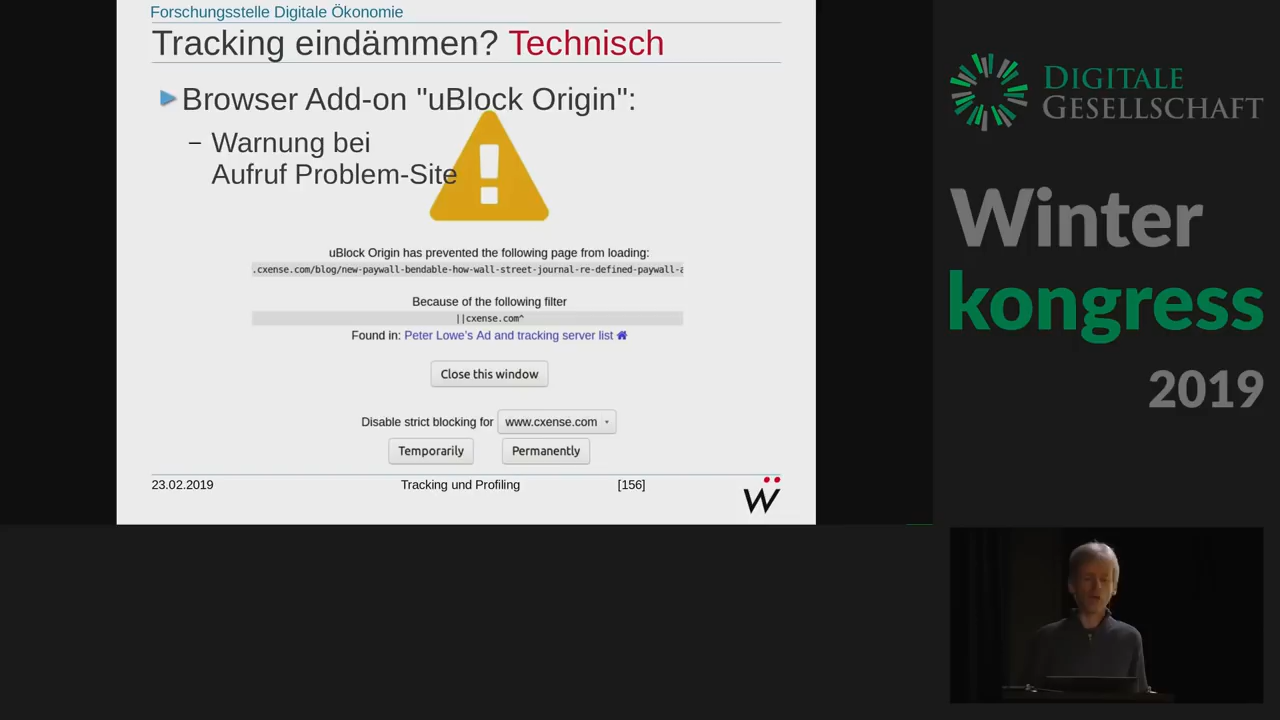 Forschungsstelle Digitale Ökonomie
Tracking eindämmen? Technisch
Browser Add-on "uBlock Origin":
– Warnung bei
Aufruf Problem-Site
uBlock Origin has prevented the following page from loading:
.cxense.com/blog/new-paywall-bendable-how-wall-street-journal-re-defined-paywall-a
Because of the following filter
||cxense.com^
Found in: Peter Lowe's Ad and tracking server list
Close this window
Disable strict blocking for www.cxense.com
Temporarily Permanently
23.02.2019 Tracking und Profiling [156]
Ẅ
DIGITALE
GESELLSCHAFT
Winter
kongress
2019